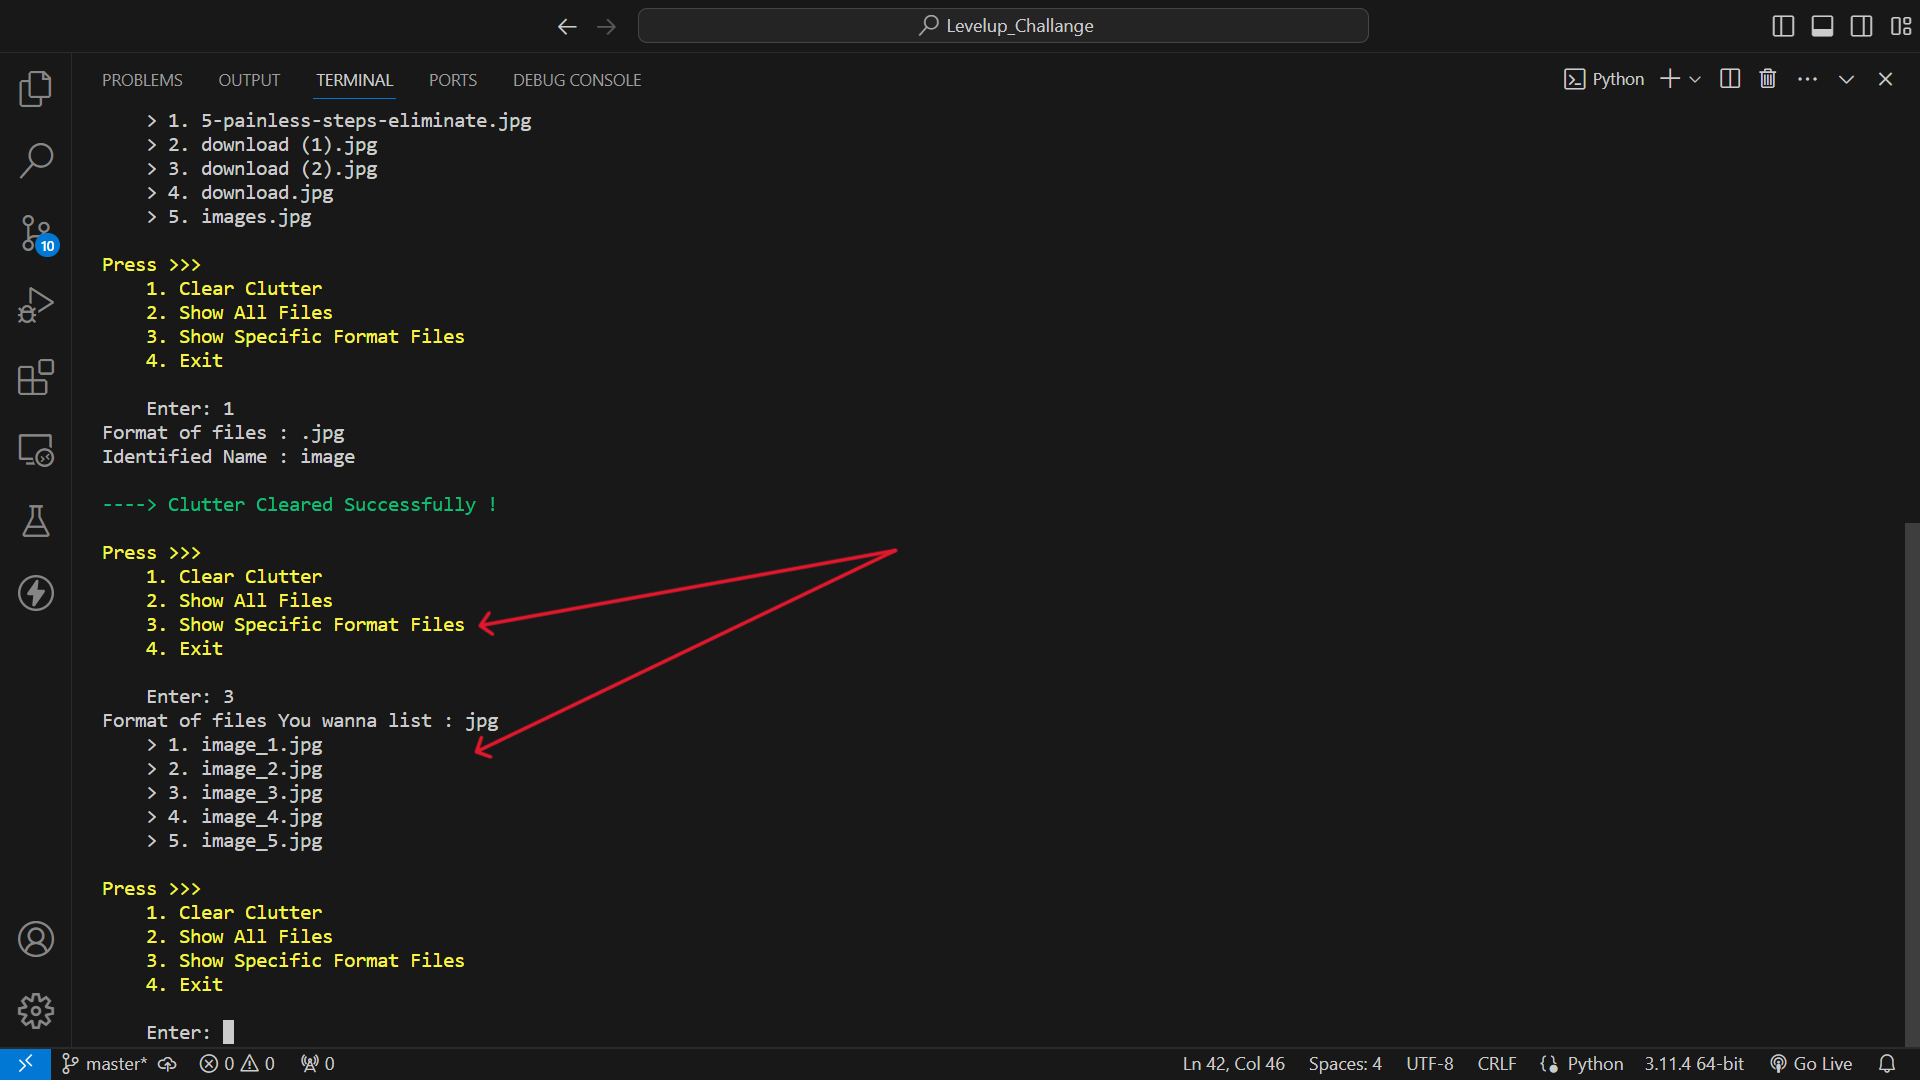 Levelup_Challange
PROBLEMS OUTPUT TERMINAL PORTS DEBUG CONSOLE Python
> 1. 5-painless-steps-eliminate.jpg
> 2. download (1).jpg
> 3. download (2).jpg
> 4. download.jpg
> 5. images.jpg
Press >>>
1. Clear Clutter
2. Show All Files
3. Show Specific Format Files
4. Exit
Enter: 1
Format of files : .jpg
Identified Name : image
----> Clutter Cleared Successfully !
Press >>>
1. Clear Clutter
2. Show All Files
3. Show Specific Format Files
4. Exit
Enter: 3
Format of files You wanna list : jpg
> 1. image_1.jpg
> 2. image_2.jpg
> 3. image_3.jpg
> 4. image_4.jpg
> 5. image_5.jpg
Press >>>
1. Clear Clutter
2. Show All Files
3. Show Specific Format Files
4. Exit
Enter:
10
master* 0 0 0 Ln 42, Col 46 Spaces: 4 UTF-8 CRLF Python 3.11.4 64-bit Go Live